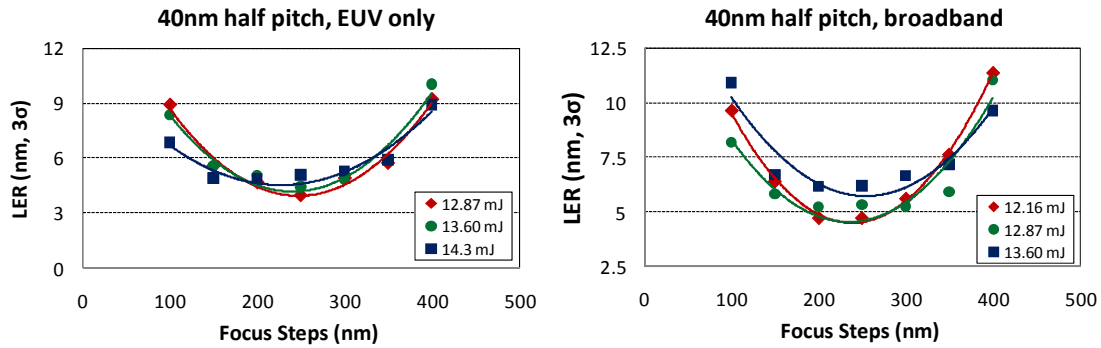 40nm half pitch, EUV only
LER (nm, 3σ)
12
9
6
3
0
0 100 200 300 400 500
Focus Steps (nm)
12.87 mJ
13.60 mJ
14.3 mJ
40nm half pitch, broadband
LER (nm, 3σ)
12.5
10
7.5
5
2.5
0 100 200 300 400 500
Focus Steps (nm)
12.16 mJ
12.87 mJ
13.60 mJ